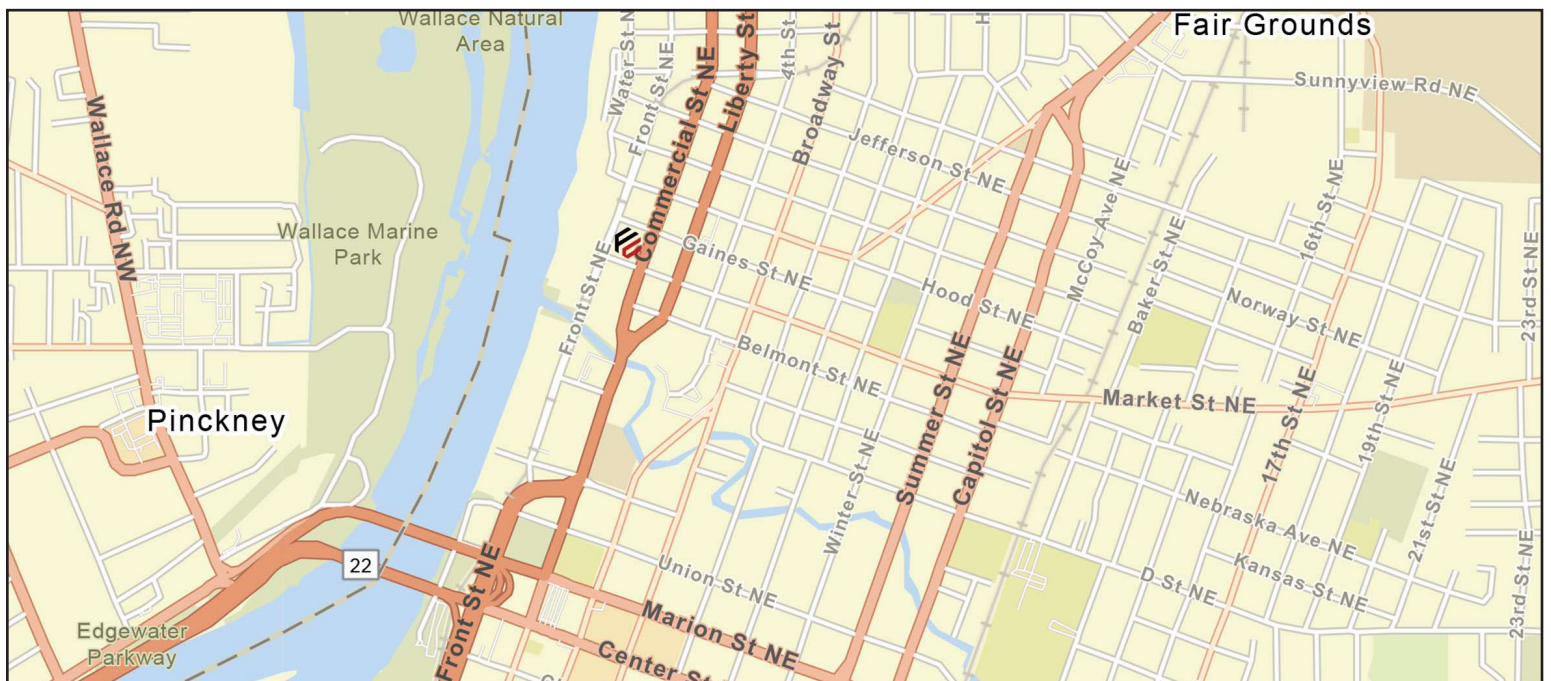 Wallace Natural
Area
Fair Grounds
Water St N
Front St NE
Commercial St NE
Liberty St
4th St
Broadway St
H
Sunnyview Rd NE
Wallace Rd NW
Jefferson St NE
McCoy Ave NE
Baker St NE
16th St NE
23rd St NE
Wallace Marine
Park
Gaines St NE
Front St NE
Hood St NE
Norway St NE
Belmont St NE
Market St NE
Pinckney
Summer St NE
Capitol St NE
17th St NE
19th St NE
Winter St NE
Nebraska Ave NE
21st St NE
22
Union St NE
D St NE
Kansas St NE
23rd St NE
Edgewater
Parkway
Front St NE
Marion St NE
Center St